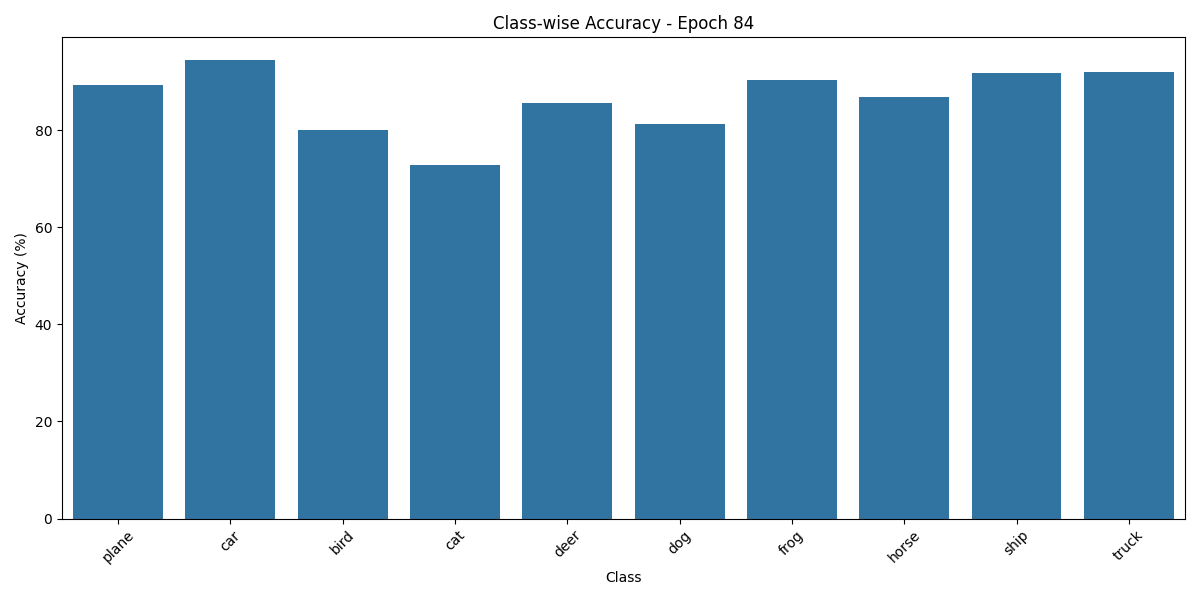 Class-wise Accuracy - Epoch 84
Accuracy (%)
80
60
40
20
0
plane car bird cat deer dog frog horse ship truck
Class